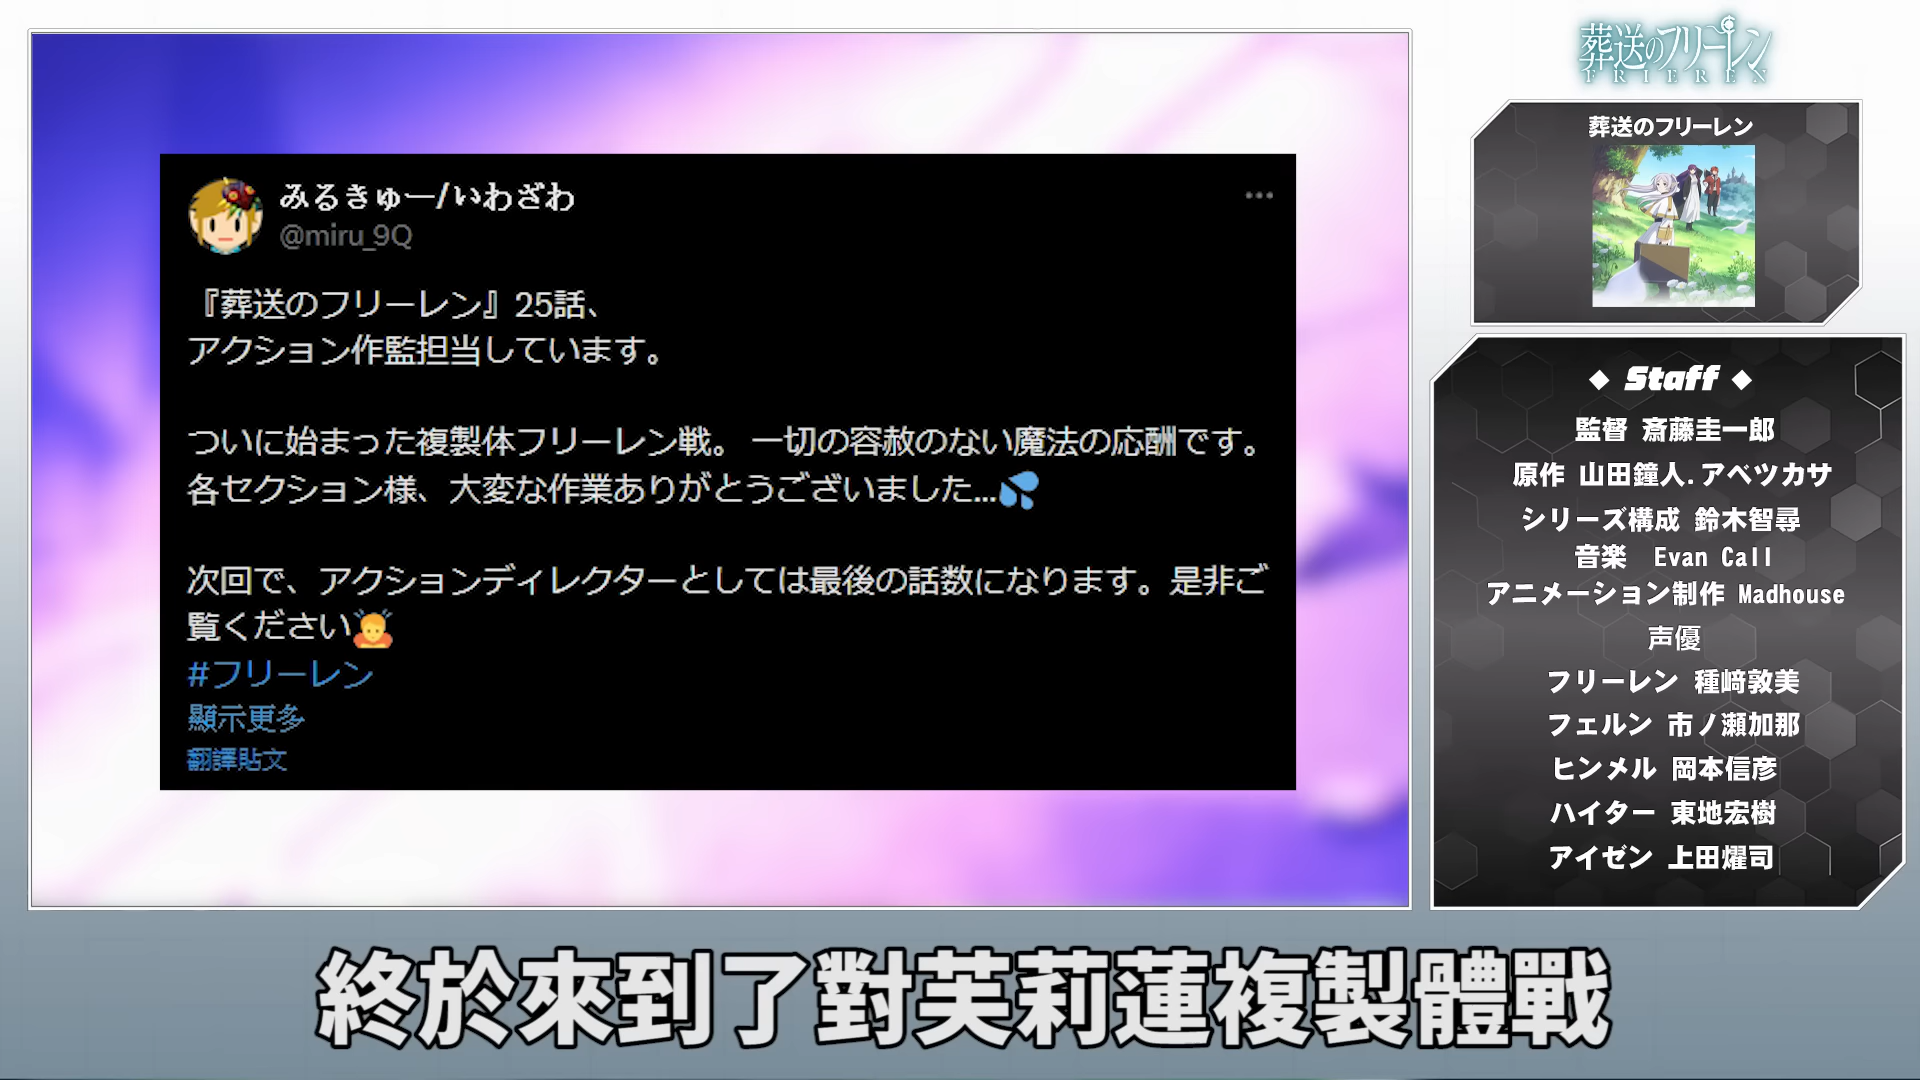 みるきゅー/いわざわ
@miru_9Q
『葬送のフリーレン』25話、
アクション作監担当しています。
ついに始まった複製体フリーレン戦。 一切の容赦のない魔法の応酬です。
各セクション様、大変な作業ありがとうございました...💦
次回で、アクションディレクターとしては最後の話数になります。是非ご
覧ください🙇
#フリーレン
顯示更多
翻譯貼文
葬送のフリーレン
FRIEREN
葬送のフリーレン
◆ Staff ◆
監督 斎藤圭一郎
原作 山田鐘人.アベツカサ
シリーズ構成 鈴木智尋
音楽 Evan Call
アニメーション制作 Madhouse
声優
フリーレン 種﨑敦美
フェルン 市ノ瀬加那
ヒンメル 岡本信彦
ハイター 東地宏樹
アイゼン 上田燿司
終於來到了對芙莉蓮複製體戰